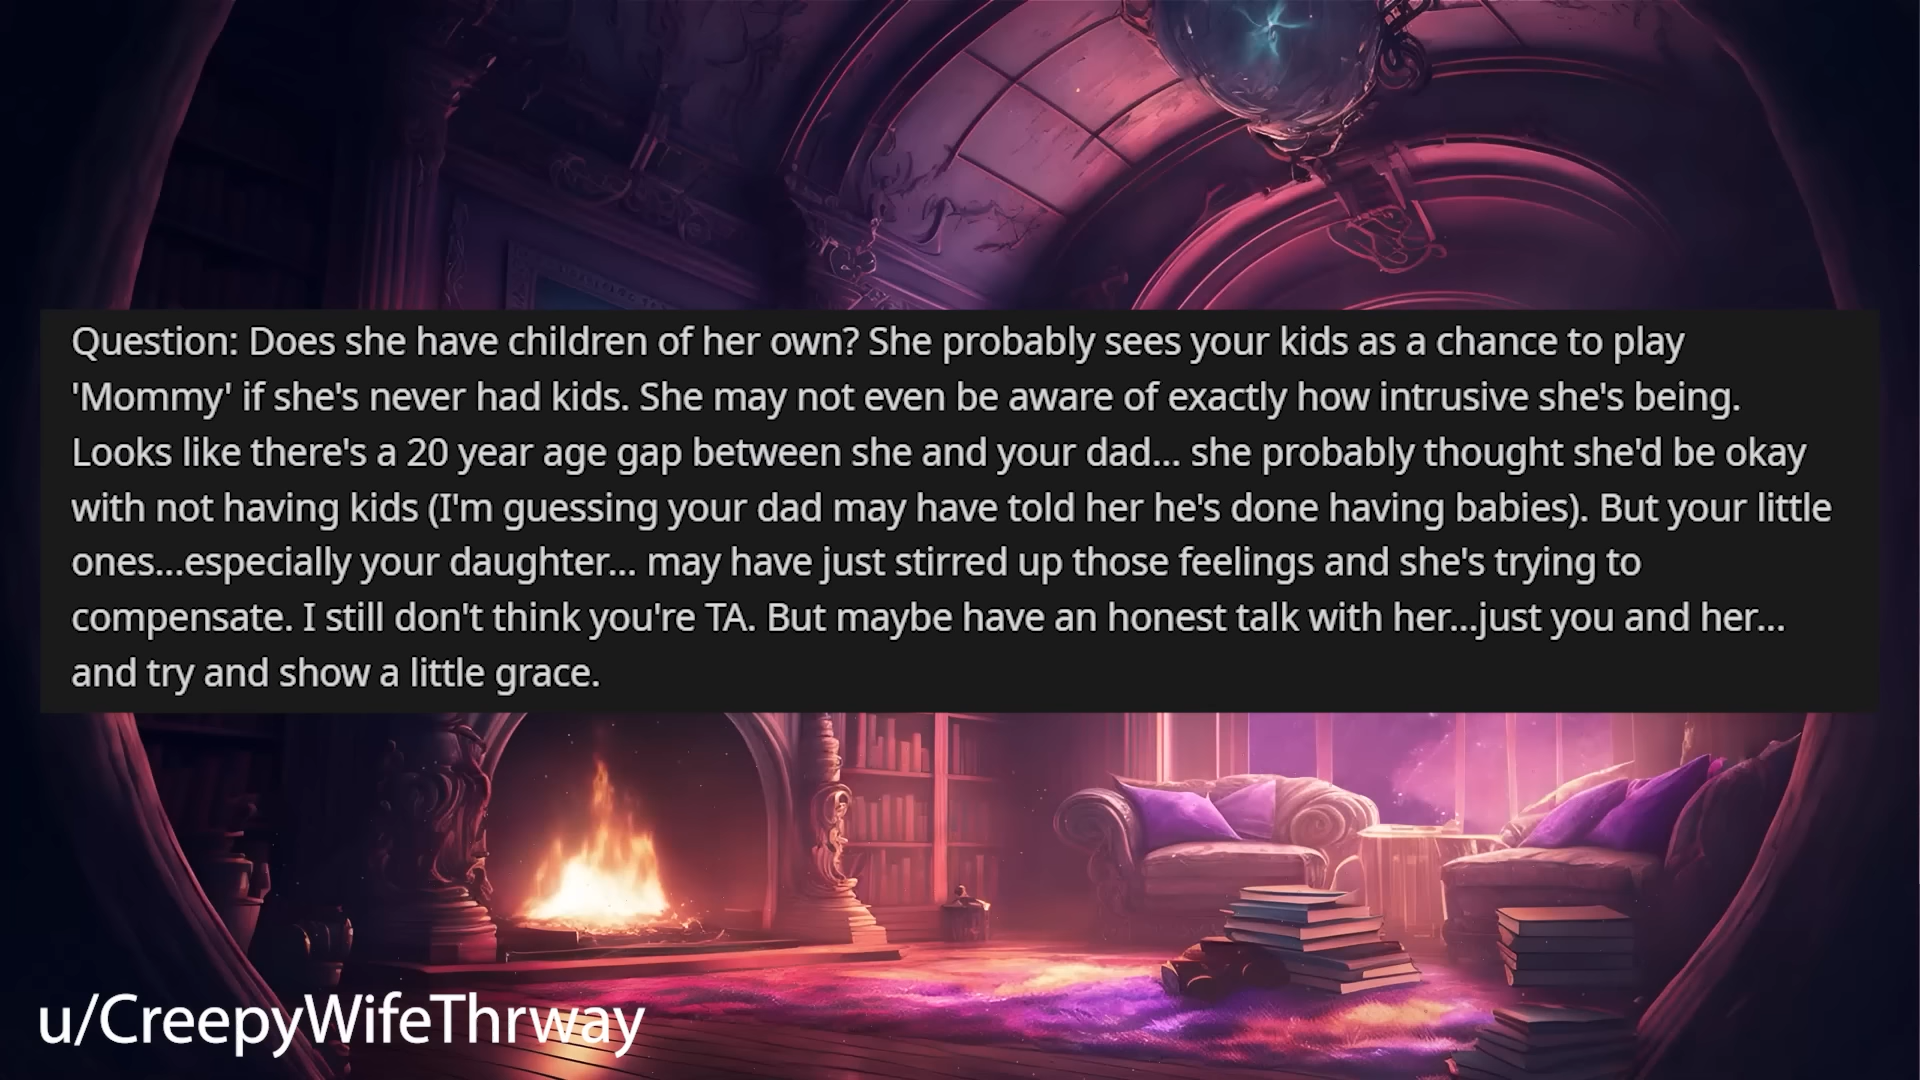 Question: Does she have children of her own? She probably sees your kids as a chance to play
'Mommy' if she's never had kids. She may not even be aware of exactly how intrusive she's being.
Looks like there's a 20 year age gap between she and your dad... she probably thought she'd be okay
with not having kids (I'm guessing your dad may have told her he's done having babies). But your little
ones...especially your daughter... may have just stirred up those feelings and she's trying to
compensate. I still don't think you're TA. But maybe have an honest talk with her...just you and her...
and try and show a little grace.
u/CreepyWifeThrway